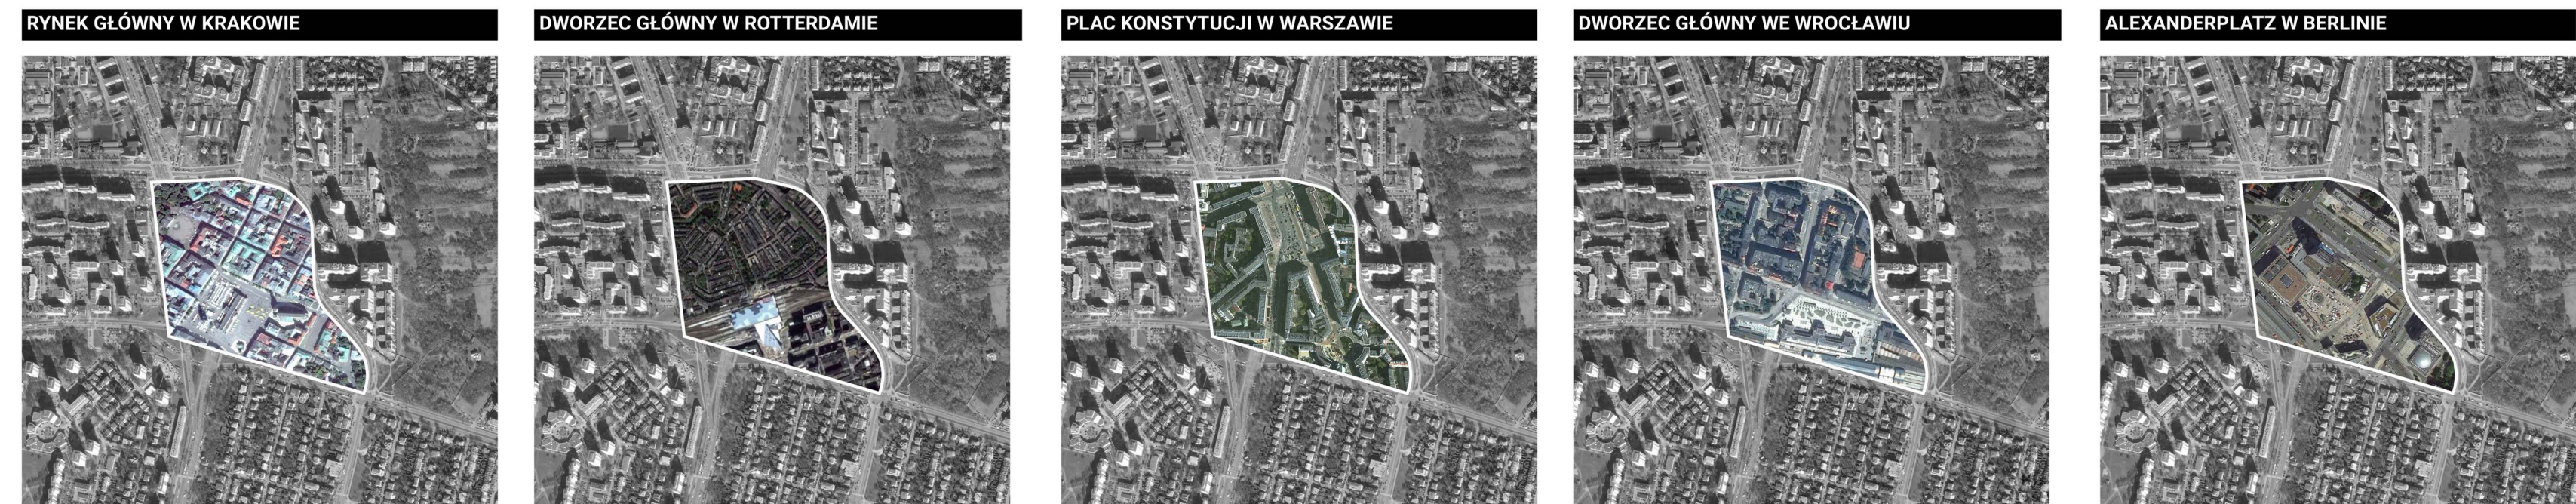 RYNEK GŁÓWNY W KRAKOWIE
DWORZEC GŁÓWNY W ROTTERDAMIE
PLAC KONSTYTUCJI W WARSZAWIE
DWORZEC GŁÓWNY WE WROCŁAWIU
ALEXANDERPLATZ W BERLINIE